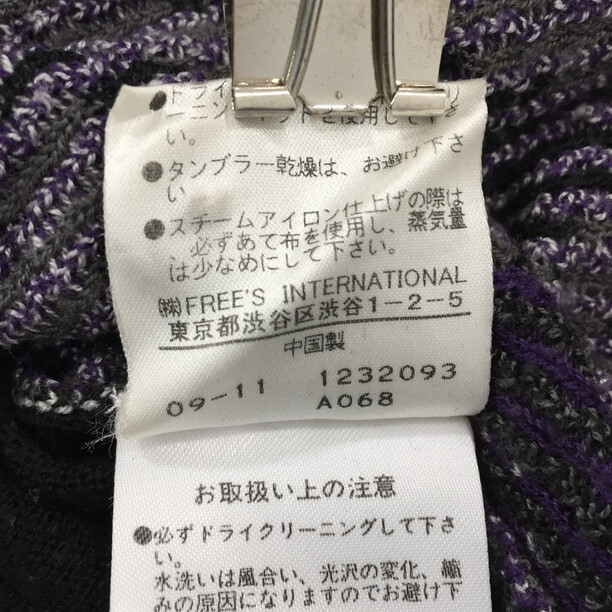 ●ドライ
ーニン ネットを使用して下さ
い。
●タンブラー乾燥は、お避け下さ
い
●スチームアイロン仕上げの際は
必ずあて布を使用し、蒸気量
は少なめにして下さい。
㈱FREE'S INTERNATIONAL
東京都渋谷区渋谷1-2-5
中国製
09-11 1232093
A068
お取扱い上の注意
●必ずドライクリーニングして下さ
い。
水洗いは風合い、光沢の変化、縮
みの原因になりますのでお避け下